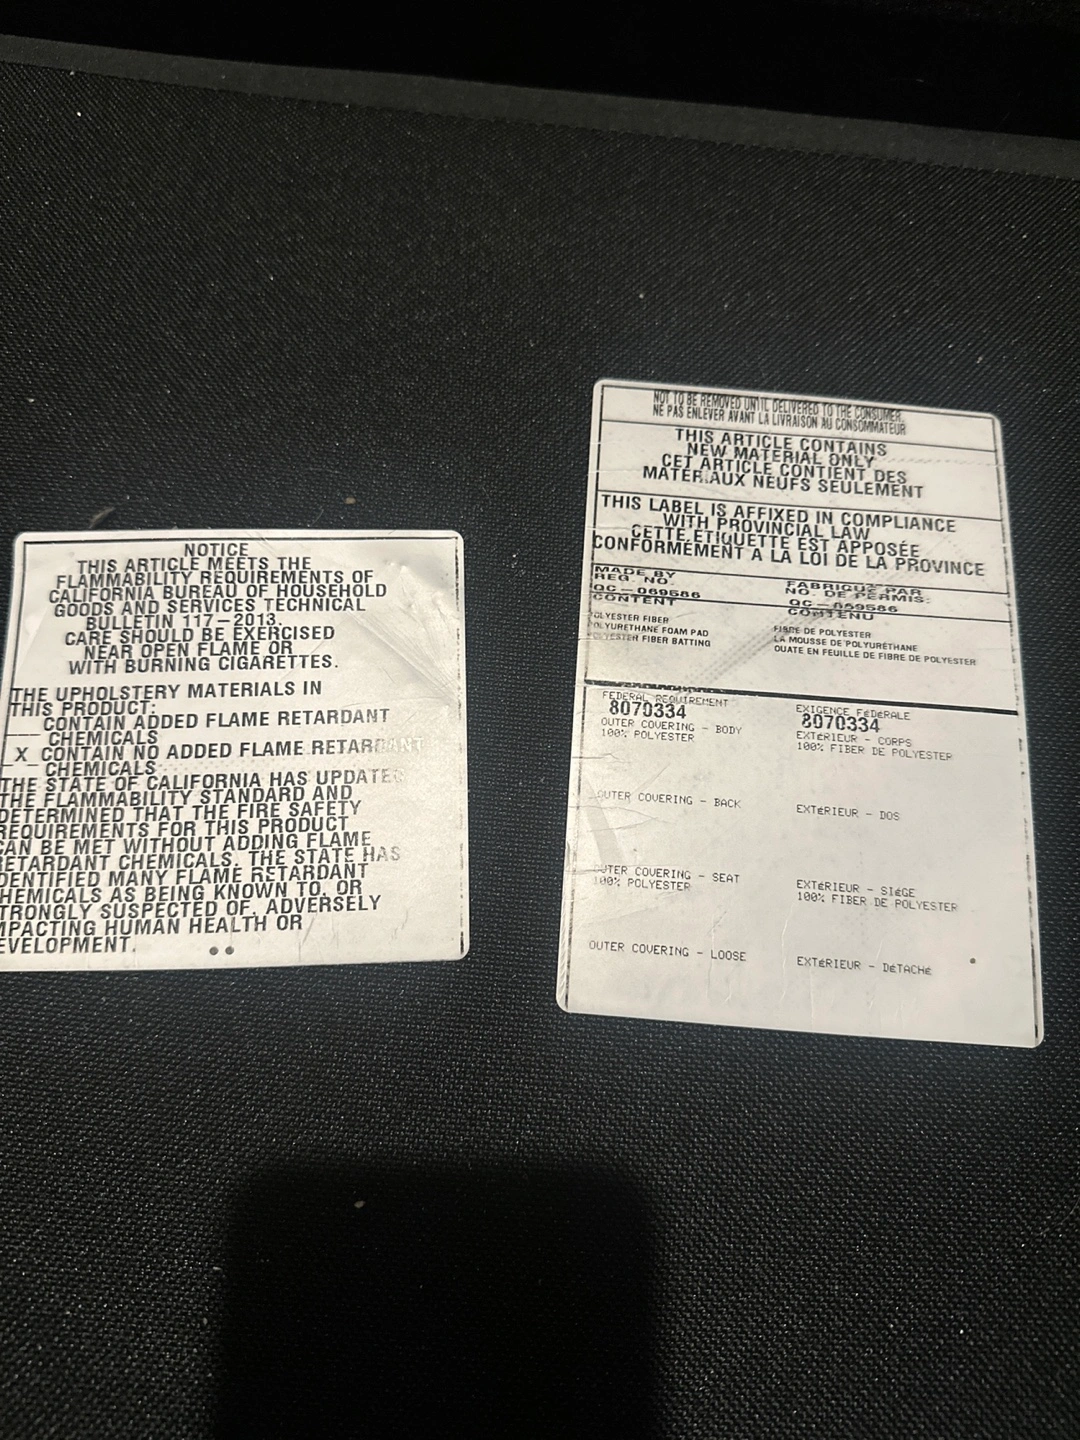 NOTICE
THIS ARTICLE MEETS THE
FLAMMABILITY REQUIREMENTS OF
CALIFORNIA BUREAU OF HOUSEHOLD
GOODS AND SERVICES TECHNICAL
BULLETIN 117-2013.
CARE SHOULD BE EXERCISED
NEAR OPEN FLAME OR
WITH BURNING CIGARETTES.
THE UPHOLSTERY MATERIALS IN
THIS PRODUCT:
CONTAIN ADDED FLAME RETARDANT
CHEMICALS
X CONTAIN NO ADDED FLAME RETARDANT
CHEMICALS
THE STATE OF CALIFORNIA HAS UPDATED
THE FLAMMABILITY STANDARD AND
DETERMINED THAT THE FIRE SAFETY
REQUIREMENTS FOR THIS PRODUCT
CAN BE MET WITHOUT ADDING FLAME
RETARDANT CHEMICALS. THE STATE HAS
IDENTIFIED MANY FLAME RETARDANT
CHEMICALS AS BEING KNOWN TO, OR
STRONGLY SUSPECTED OF, ADVERSELY
IMPACTING HUMAN HEALTH OR
DEVELOPMENT.
NOT TO BE REMOVED UNTIL DELIVERED TO THE CONSUMER.
NE PAS ENLEVER AVANT LA LIVRAISON AU CONSOMMATEUR
THIS ARTICLE CONTAINS
NEW MATERIAL ONLY
CET ARTICLE CONTIENT DES
MATERIAUX NEUFS SEULEMENT
THIS LABEL IS AFFIXED IN COMPLIANCE
WITH PROVINCIAL LAW
CETTE ETIQUETTE EST APPOSÉE
CONFORMEMENT A LA LOI DE LA PROVINCE
MADE BY FABRIQUE PAR
REG. NO. NO. DE PERMIS:
QC-069586 QC-069586
CONTENT CONTENU
POLYESTER FIBER FIBRE DE POLYESTER
POLYURETHANE FOAM PAD LA MOUSSE DE POLYURÉTHANE
POLYESTER FIBER BATTING OUATE EN FEUILLE DE FIBRE DE POLYESTER
FEDERAL REQUIREMENT EXIGENCE FéDéRALE
8070334 8070334
OUTER COVERING - BODY EXTéRIEUR - CORPS
100% POLYESTER 100% FIBER DE POLYESTER
OUTER COVERING - BACK EXTéRIEUR - DOS
OUTER COVERING - SEAT EXTéRIEUR - SIéGE
100% POLYESTER 100% FIBER DE POLYESTER
OUTER COVERING - LOOSE EXTéRIEUR - DéTACHé